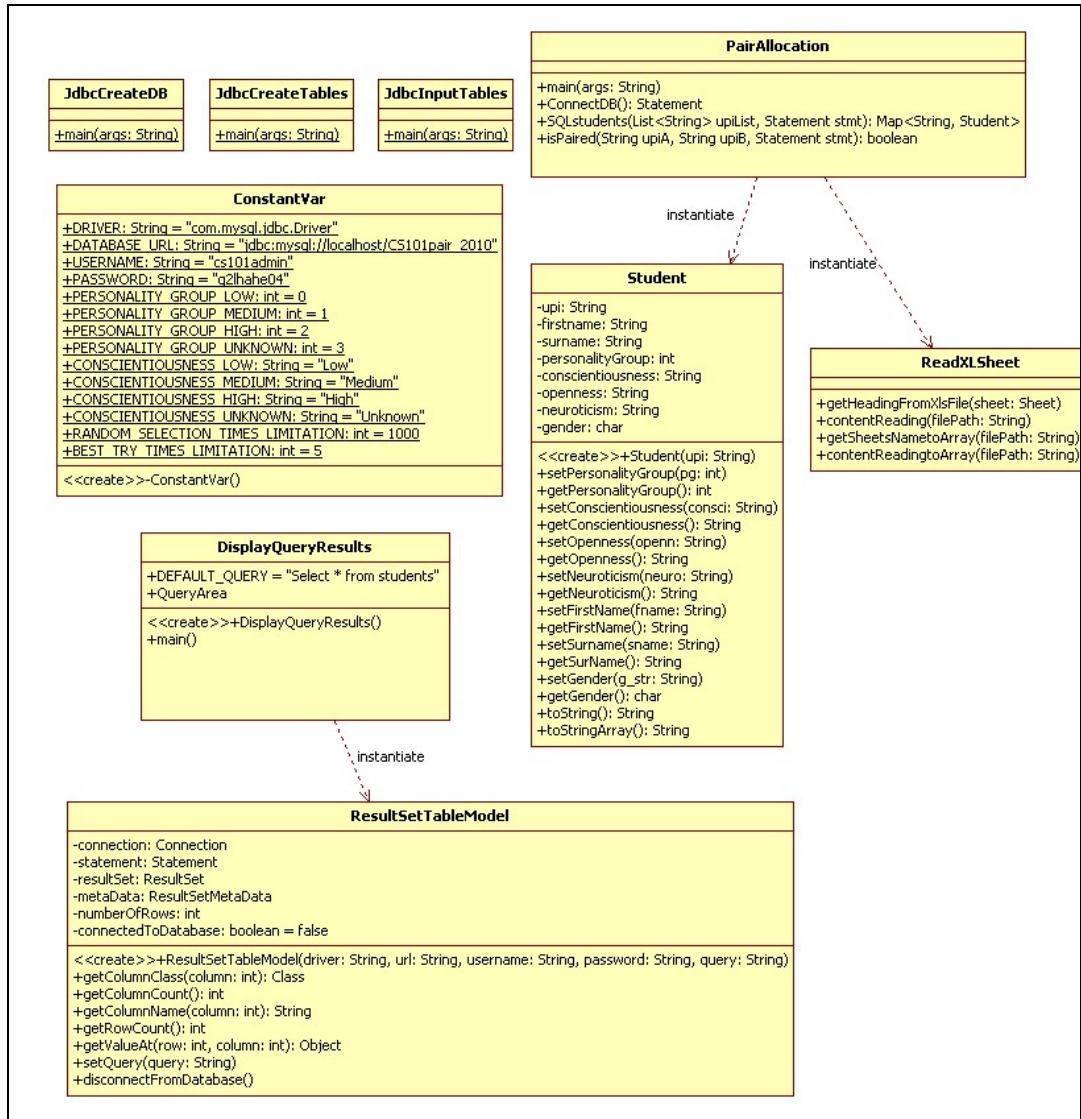 PairAllocation
+main(args: String)
+ConnectDB(): Statement
+SQLstudents(List<String> upiList, Statement stmt): Map<String, Student>
+isPaired(String upiA, String upiB, Statement stmt): boolean
JdbcCreateDB
+main(args: String)
JdbcCreateTables
+main(args: String)
JdbcInputTables
+main(args: String)
ConstantVar
+DRIVER: String = "com.mysql.jdbc.Driver"
+DATABASE_URL: String = "jdbc:mysql://localhost/CS101pair_2010"
+USERNAME: String = "cs101admin"
+PASSWORD: String = "g2lhahe04"
+PERSONALITY_GROUP_LOW: int = 0
+PERSONALITY_GROUP_MEDIUM: int = 1
+PERSONALITY_GROUP_HIGH: int = 2
+PERSONALITY_GROUP_UNKNOWN: int = 3
+CONSCIENTIOUSNESS_LOW: String = "Low"
+CONSCIENTIOUSNESS_MEDIUM: String = "Medium"
+CONSCIENTIOUSNESS_HIGH: String = "High"
+CONSCIENTIOUSNESS_UNKNOWN: String = "Unknown"
+RANDOM_SELECTION_TIMES_LIMITATION: int = 1000
+BEST_TRY_TIMES_LIMITATION: int = 5
<<create>>-ConstantVar()
instantiate
instantiate
Student
-upi: String
-firstname: String
-surname: String
-personalityGroup: int
-conscientiousness: String
-openness: String
-neuroticism: String
-gender: char
<<create>>+Student(upi: String)
+setPersonalityGroup(pg: int)
+getPersonalityGroup(): int
+setConscientiousness(consci: String)
+getConscientiousness(): String
+setOpenness(openn: String)
+getOpenness(): String
+setNeuroticism(neuro: String)
+getNeuroticism(): String
+setFirstName(fname: String)
+getFirstName(): String
+setSurname(sname: String)
+getSurName(): String
+setGender(g_str: String)
+getGender(): char
+toString(): String
+toStringArray(): String
ReadXLSheet
+getHeadingFromXlsFile(sheet: Sheet)
+contentReading(filePath: String)
+getSheetsNametoArray(filePath: String)
+contentReadingtoArray(filePath: String)
DisplayQueryResults
+DEFAULT_QUERY = "Select * from students"
+QueryArea
<<create>>+DisplayQueryResults()
+main()
instantiate
ResultSetTableModel
-connection: Connection
-statement: Statement
-resultSet: ResultSet
-metaData: ResultSetMetaData
-numberOfRows: int
-connectedToDatabase: boolean = false
<<create>>+ResultSetTableModel(driver: String, url: String, username: String, password: String, query: String)
+getColumnClass(column: int): Class
+getColumnCount(): int
+getColumnName(column: int): String
+getRowCount(): int
+getValueAt(row: int, column: int): Object
+setQuery(query: String)
+disconnectFromDatabase()